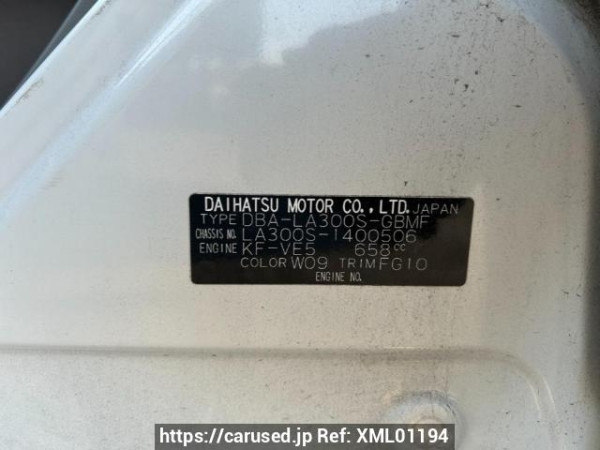 DAIHATSU MOTOR CO., LTD. JAPAN
TYPE DBA-LA300S-GBMF
CHASSIS NO. LA300S-1400506
ENGINE KF-VE5 658cc
COLOR W09 TRIM FG10
ENGINE NO.
https://carused.jp Ref: XML01194